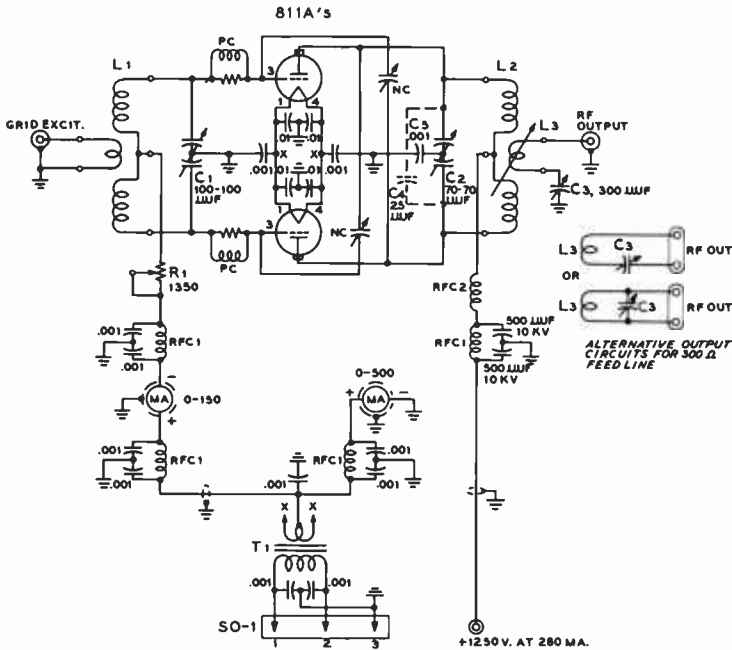 811A's
PC
L1
3
NC
L2
1
4
GRID EXCIT.
L3
RF
OUTPUT
.01
.01
C5
.001
X
X
C1
100-100
µµF
.001
.01
.01
.001
C4
25
µµF
C2
70-70
µµF
C3, 300 µµF
1
4
3
NC
PC
L3
C3
RF OUT
OR
R1
1350
RFC2
L3
C3
RF OUT
.001
.001
RFC1
RFC1
500 µµF
10 KV
500 µµF
10 KV
ALTERNATIVE OUTPUT
CIRCUITS FOR 300 Ω
FEED LINE
-
MA
0-150
+
0-500
+
MA
-
.001
.001
RFC1
.001
RFC1
.001
.001
X
X
T1
.001
.001
SO-1
1
2
3
+1250 V. AT 280 MA.